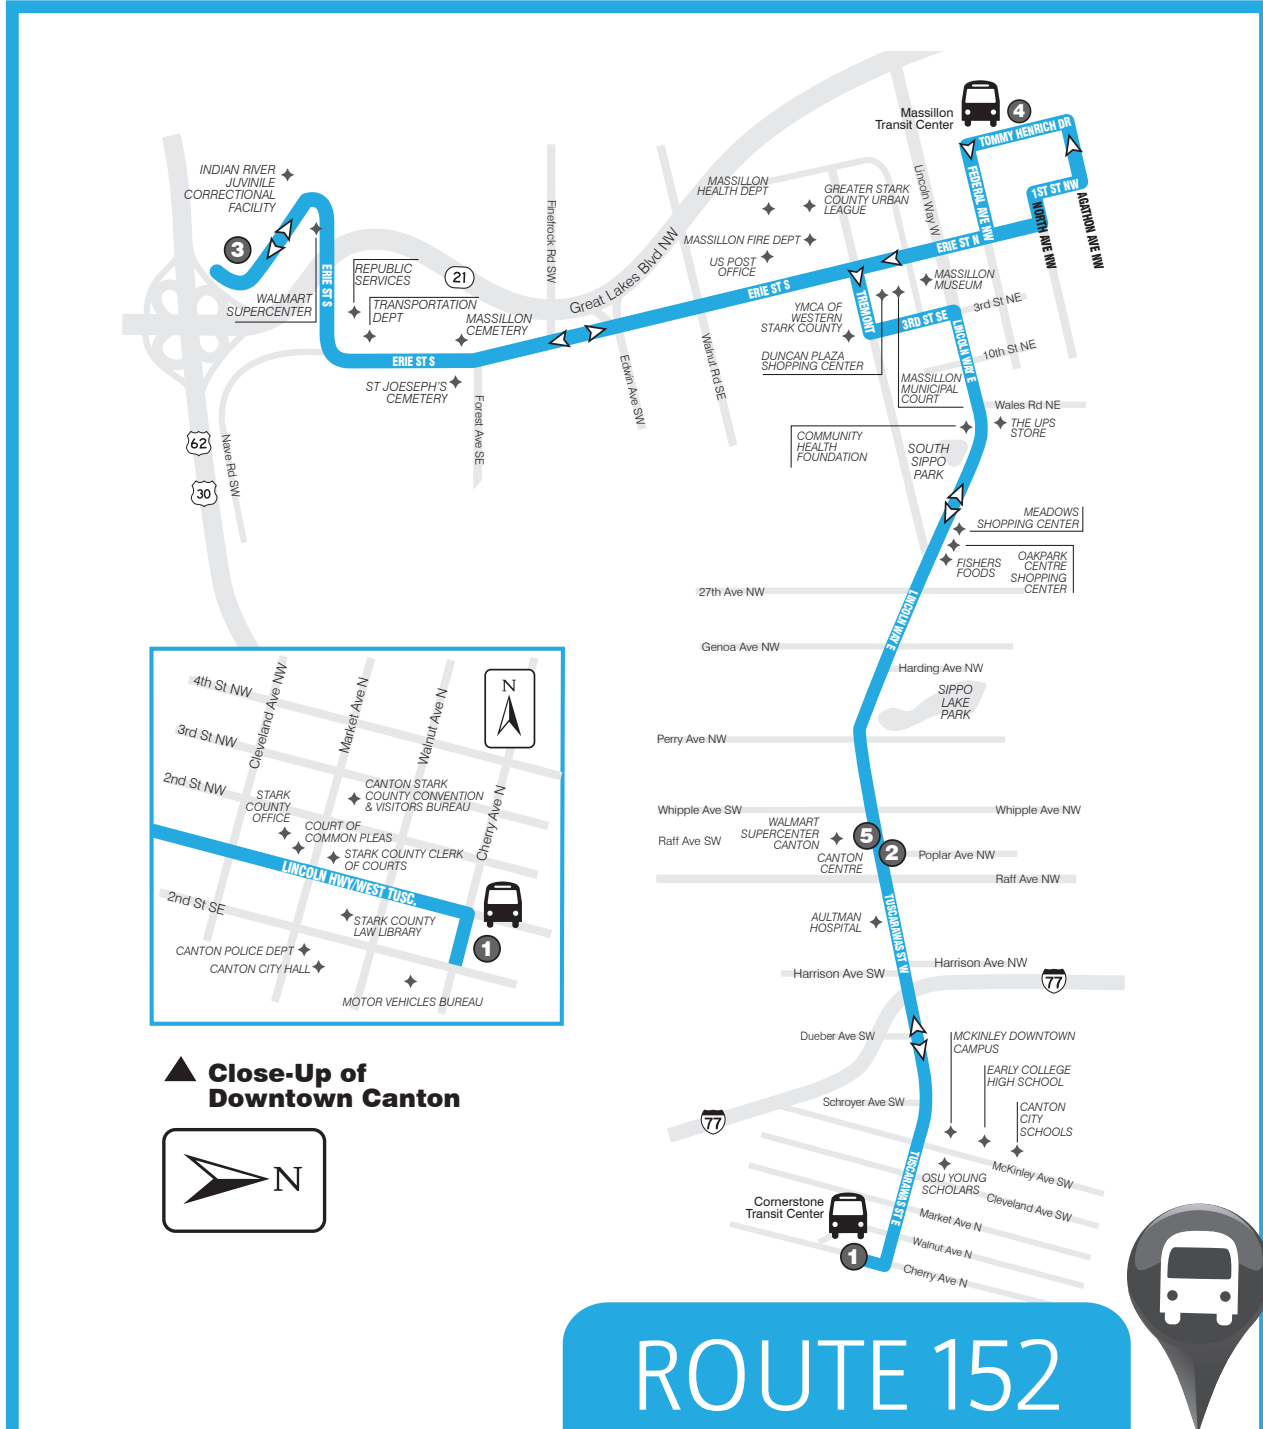 Massillon
Transit Center
4
TOMMY HENRICH DR
FEDERAL AVE NW
1ST ST NW
NORTH AVE NW
AGATHON AVE NW
ERIE ST N
Lincoln Way W
INDIAN RIVER
JUVENILE
CORRECTIONAL
FACILITY
3
WALMART
SUPERCENTER
ERIE ST S
REPUBLIC
SERVICES
TRANSPORTATION
DEPT
21
MASSILLON
CEMETERY
ERIE ST S
ST JOESEPH'S
CEMETERY
Forest Ave SE
Finefrock Rd SW
Great Lakes Blvd NW
Edwin Ave SW
Walnut Rd SE
MASSILLON
HEALTH DEPT
GREATER STARK
COUNTY URBAN
LEAGUE
MASSILLON FIRE DEPT
US POST
OFFICE
ERIE ST S
MASSILLON
MUSEUM
YMCA OF
WESTERN
STARK COUNTY
TREMONT
3RD ST SE
3rd St NE
LINCOLN WAY E
10th St NE
DUNCAN PLAZA
SHOPPING CENTER
MASSILLON
MUNICIPAL
COURT
Wales Rd NE
THE UPS
STORE
COMMUNITY
HEALTH
FOUNDATION
SOUTH
SIPPO
PARK
62
30
Nave Rd SW
MEADOWS
SHOPPING CENTER
FISHERS
FOODS
OAKPARK
CENTRE
SHOPPING
CENTER
27th Ave NW
LINCOLN WAY E
Genoa Ave NW
Harding Ave NW
SIPPO
LAKE
PARK
Perry Ave NW
Whipple Ave SW
Whipple Ave NW
WALMART
SUPERCENTER
CANTON
5
2
Raff Ave SW
CANTON
CENTRE
Poplar Ave NW
Raff Ave NW
TUSCARAWAS ST W
AULTMAN
HOSPITAL
Harrison Ave NW
Harrison Ave SW
77
Dueber Ave SW
MCKINLEY DOWNTOWN
CAMPUS
EARLY COLLEGE
HIGH SCHOOL
CANTON
CITY
SCHOOLS
Schroyer Ave SW
77
TUSCARAWAS ST E
OSU YOUNG
SCHOLARS
McKinley Ave SW
Cleveland Ave SW
Market Ave N
Walnut Ave N
Cherry Ave N
Cornerstone
Transit Center
1
4th St NW
3rd St NW
2nd St NW
Cleveland Ave NW
Market Ave N
Walnut Ave N
Cherry Ave N
N
STARK
COUNTY
OFFICE
CANTON STARK
COUNTY CONVENTION
& VISITORS BUREAU
COURT OF
COMMON PLEAS
STARK COUNTY CLERK
OF COURTS
LINCOLN HWY/WEST TUSC.
2nd St SE
STARK COUNTY
LAW LIBRARY
1
CANTON POLICE DEPT
CANTON CITY HALL
MOTOR VEHICLES BUREAU
Close-Up of
Downtown Canton
N
ROUTE 152